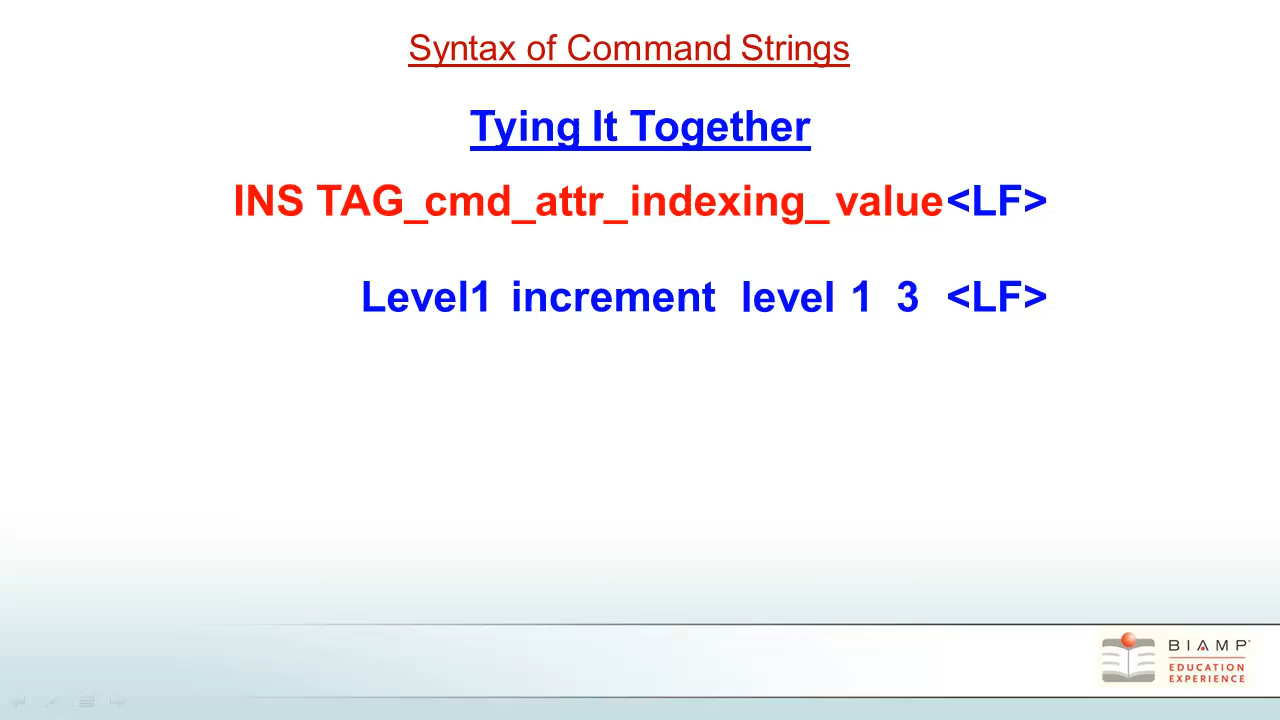 Syntax of Command Strings
Tying It Together
INS TAG_cmd_attr_indexing_ value<LF>
Level1 increment level 1 3 <LF>
BIAMP
EDUCATION
EXPERIENCE